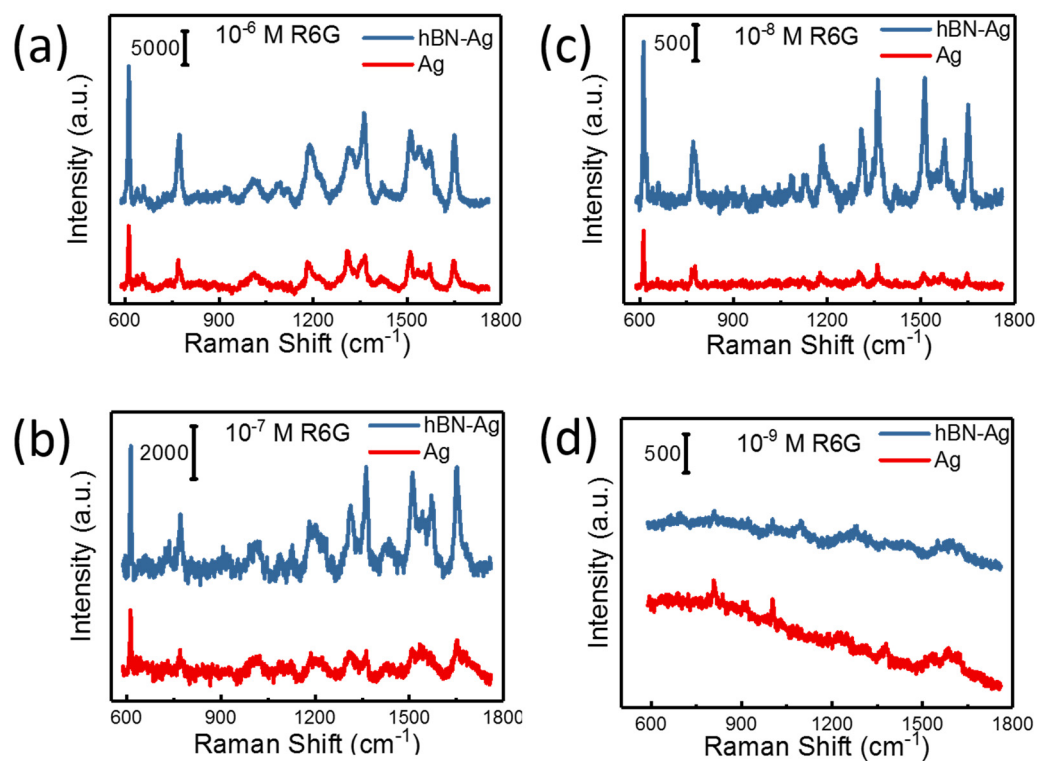 (a)
5000
10⁻⁶ M R6G
hBN-Ag
Ag
Intensity (a.u.)
600 900 1200 1500 1800
Raman Shift (cm⁻¹)
(c)
500
10⁻⁸ M R6G
hBN-Ag
Ag
Intensity (a.u.)
600 900 1200 1500 1800
Raman Shift (cm⁻¹)
(b)
2000
10⁻⁷ M R6G
hBN-Ag
Ag
Intensity (a.u.)
600 900 1200 1500 1800
Raman Shift (cm⁻¹)
(d)
500
10⁻⁹ M R6G
hBN-Ag
Ag
Intensity (a.u.)
600 900 1200 1500 1800
Raman Shift (cm⁻¹)